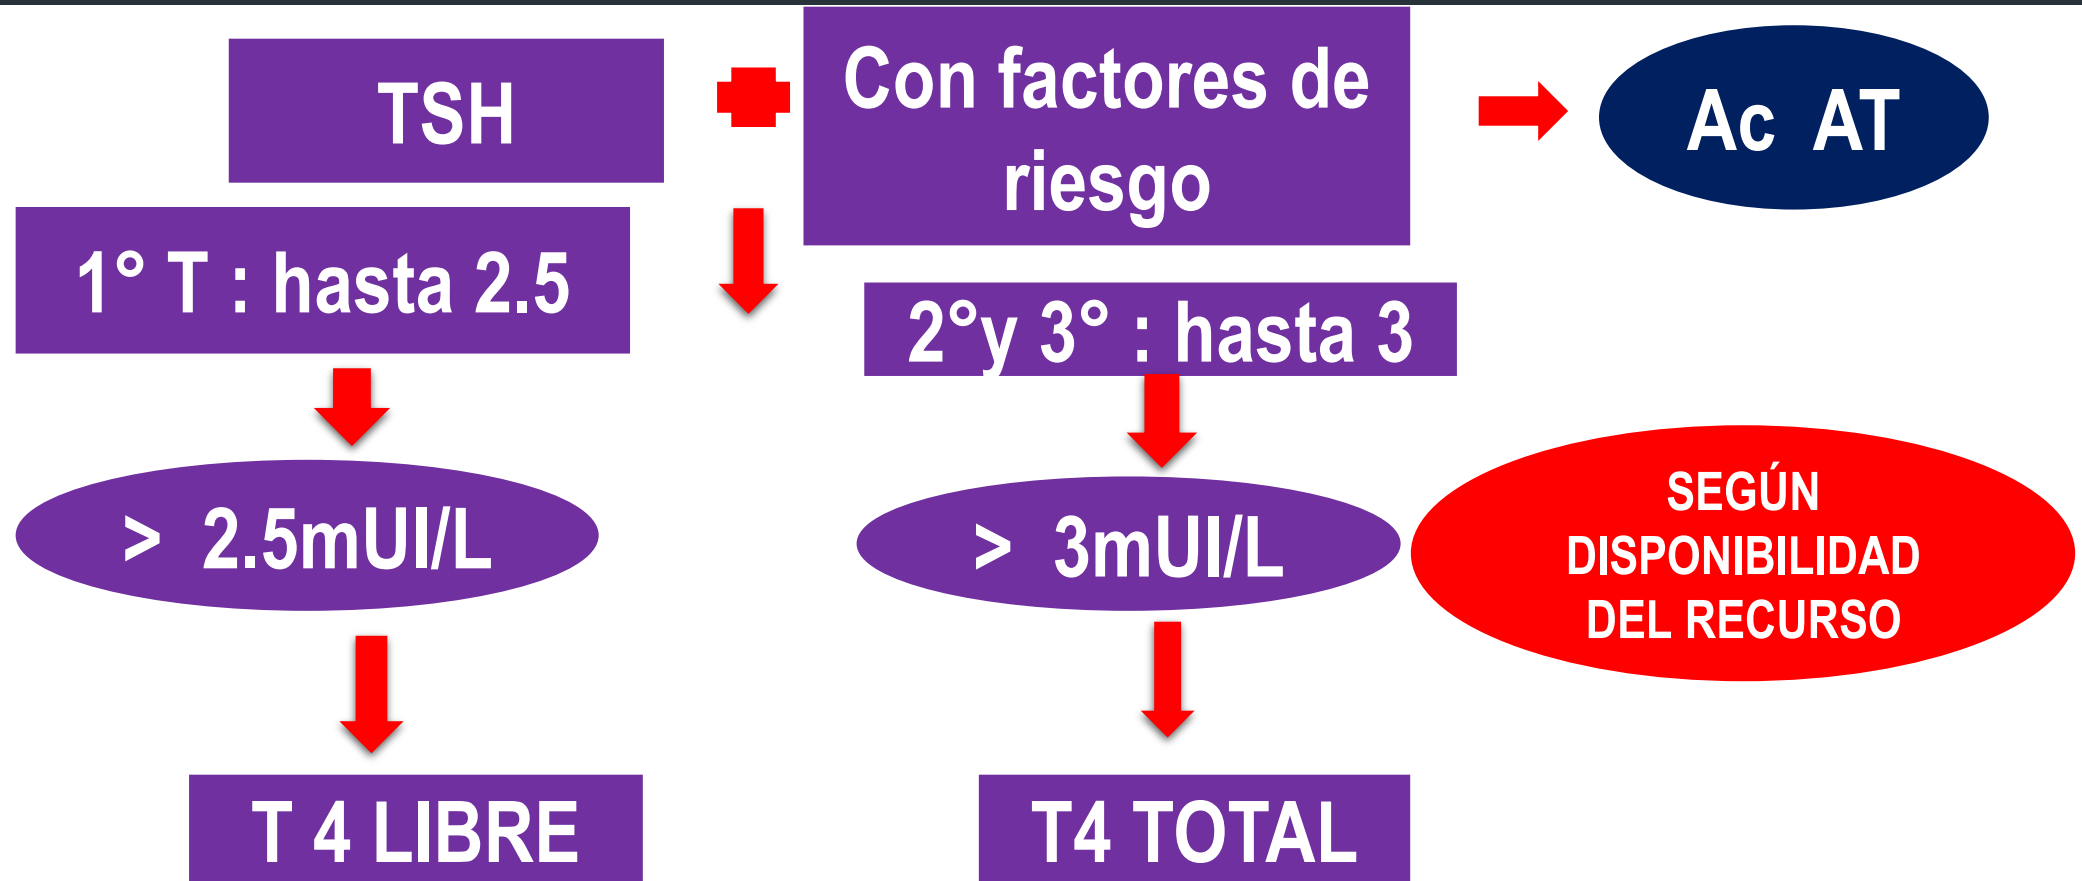 TSH
Con factores de
riesgo
Ac AT
1° T : hasta 2.5
2°y 3° : hasta 3
> 2.5mUI/L
> 3mUI/L
SEGÚN
DISPONIBILIDAD
DEL RECURSO
T 4 LIBRE
T4 TOTAL